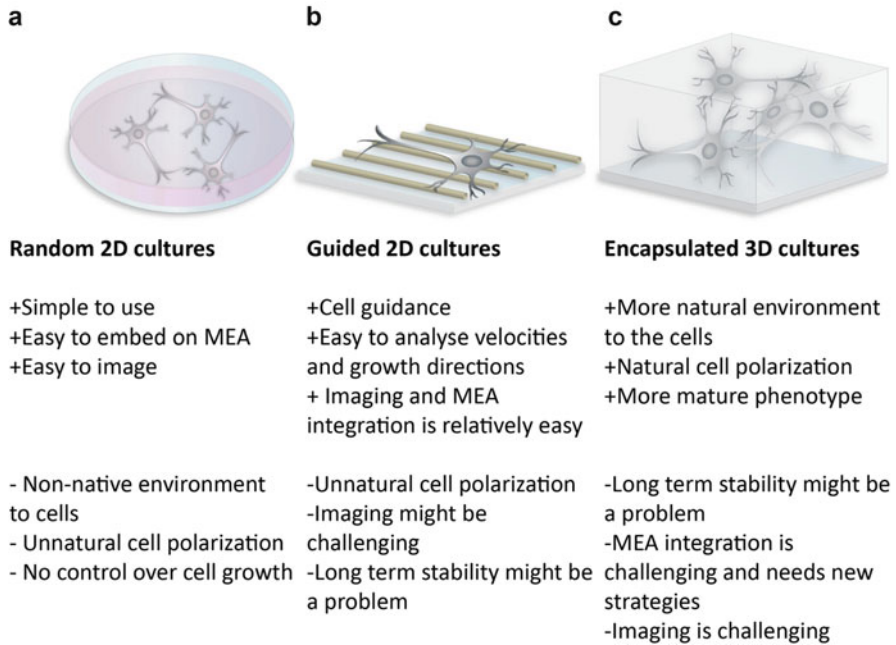 a
b
c
Random 2D cultures
+Simple to use
+Easy to embed on MEA
+Easy to image
- Non-native environment
to cells
- Unnatural cell polarization
- No control over cell growth
Guided 2D cultures
+Cell guidance
+Easy to analyse velocities
and growth directions
+ Imaging and MEA
integration is relatively easy
-Unnatural cell polarization
-Imaging might be
challenging
-Long term stability might be
a problem
Encapsulated 3D cultures
+More natural environment
to the cells
+Natural cell polarization
+More mature phenotype
-Long term stability might be
a problem
-MEA integration is
challenging and needs new
strategies
-Imaging is challenging